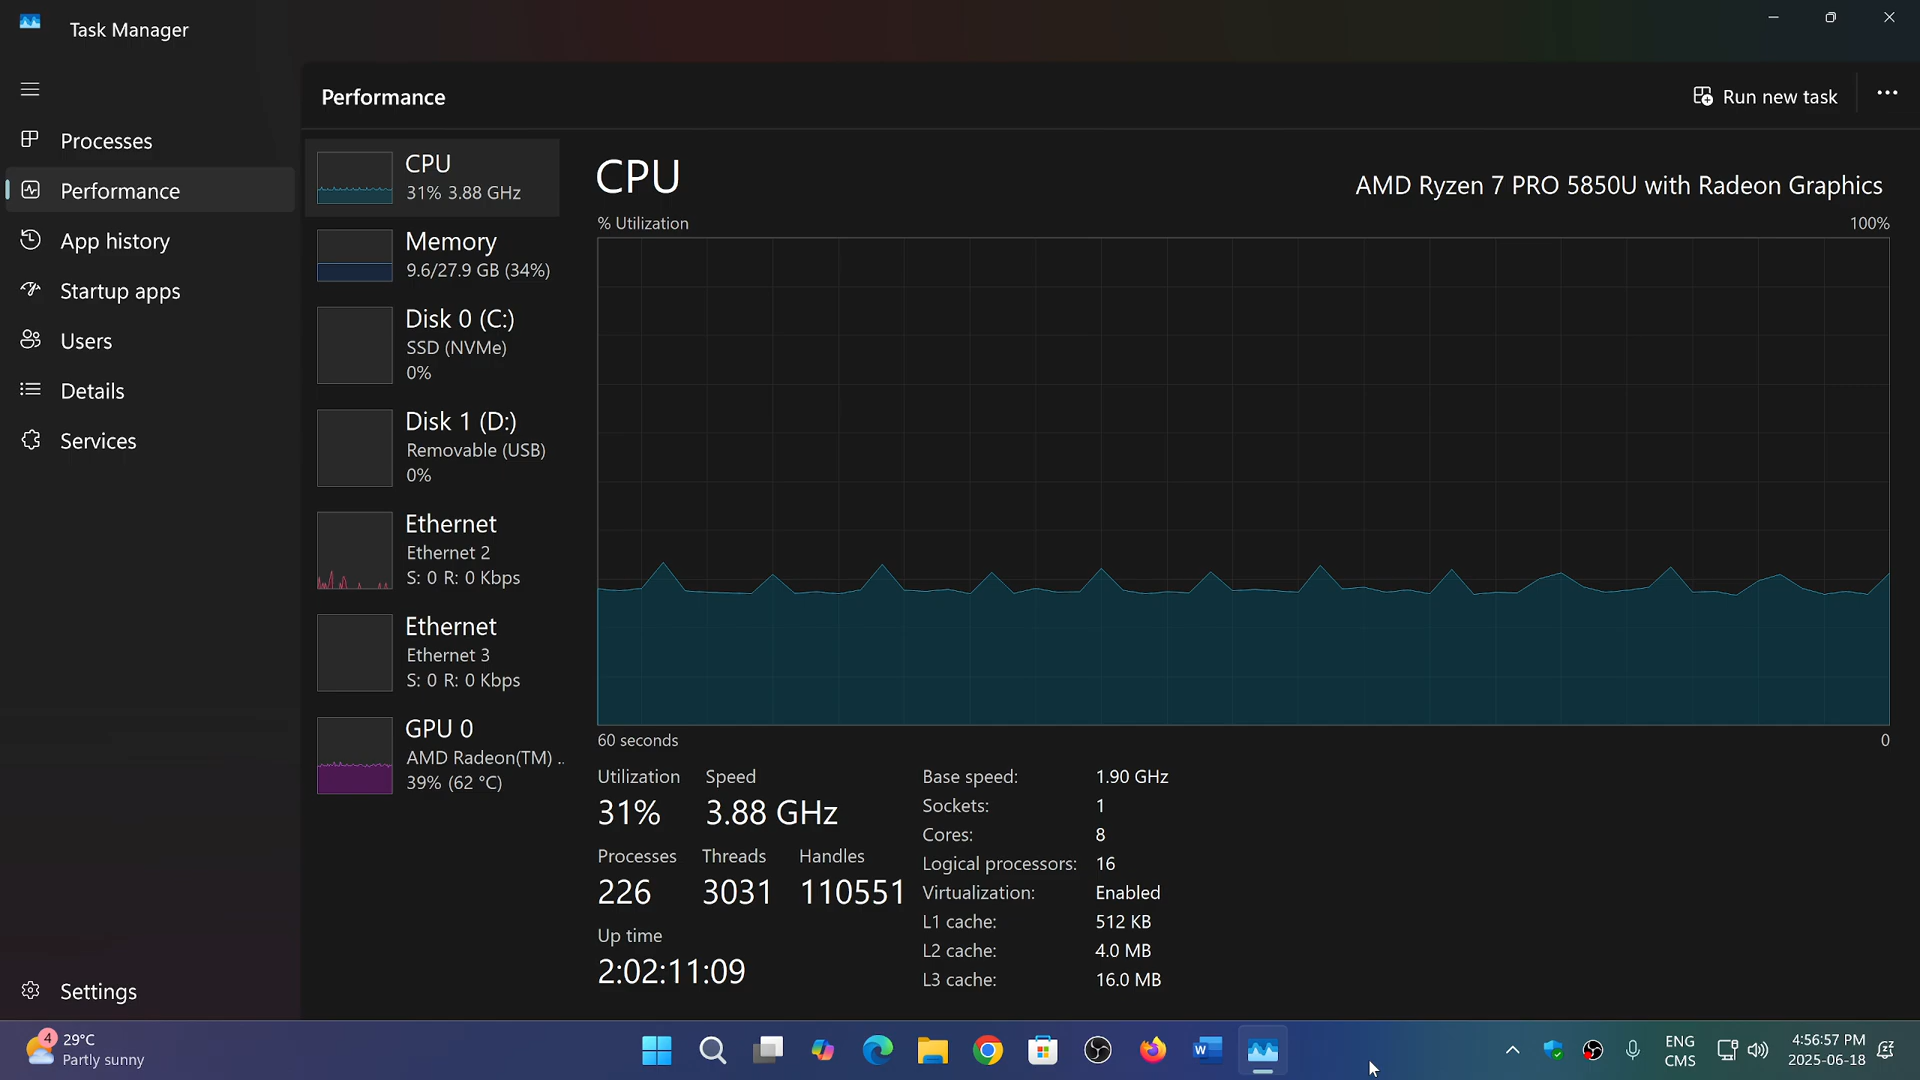 Task Manager
Processes
Performance
App history
Startup apps
Users
Details
Services
Settings
Performance
Run new task
CPU
31% 3.88 GHz
Memory
9.6/27.9 GB (34%)
Disk 0 (C:)
SSD (NVMe)
0%
Disk 1 (D:)
Removable (USB)
0%
Ethernet
Ethernet 2
S: 0 R: 0 Kbps
Ethernet
Ethernet 3
S: 0 R: 0 Kbps
GPU 0
AMD Radeon(TM) ..
39% (62 °C)
CPU
AMD Ryzen 7 PRO 5850U with Radeon Graphics
% Utilization 100%
60 seconds 0
Utilization Speed
31% 3.88 GHz
Processes Threads Handles
226 3031 110551
Up time
2:02:11:09
Base speed: 1.90 GHz
Sockets: 1
Cores: 8
Logical processors: 16
Virtualization: Enabled
L1 cache: 512 KB
L2 cache: 4.0 MB
L3 cache: 16.0 MB
4
29°C
Partly sunny
W
ENG
CMS
4:56:57 PM
2025-06-18